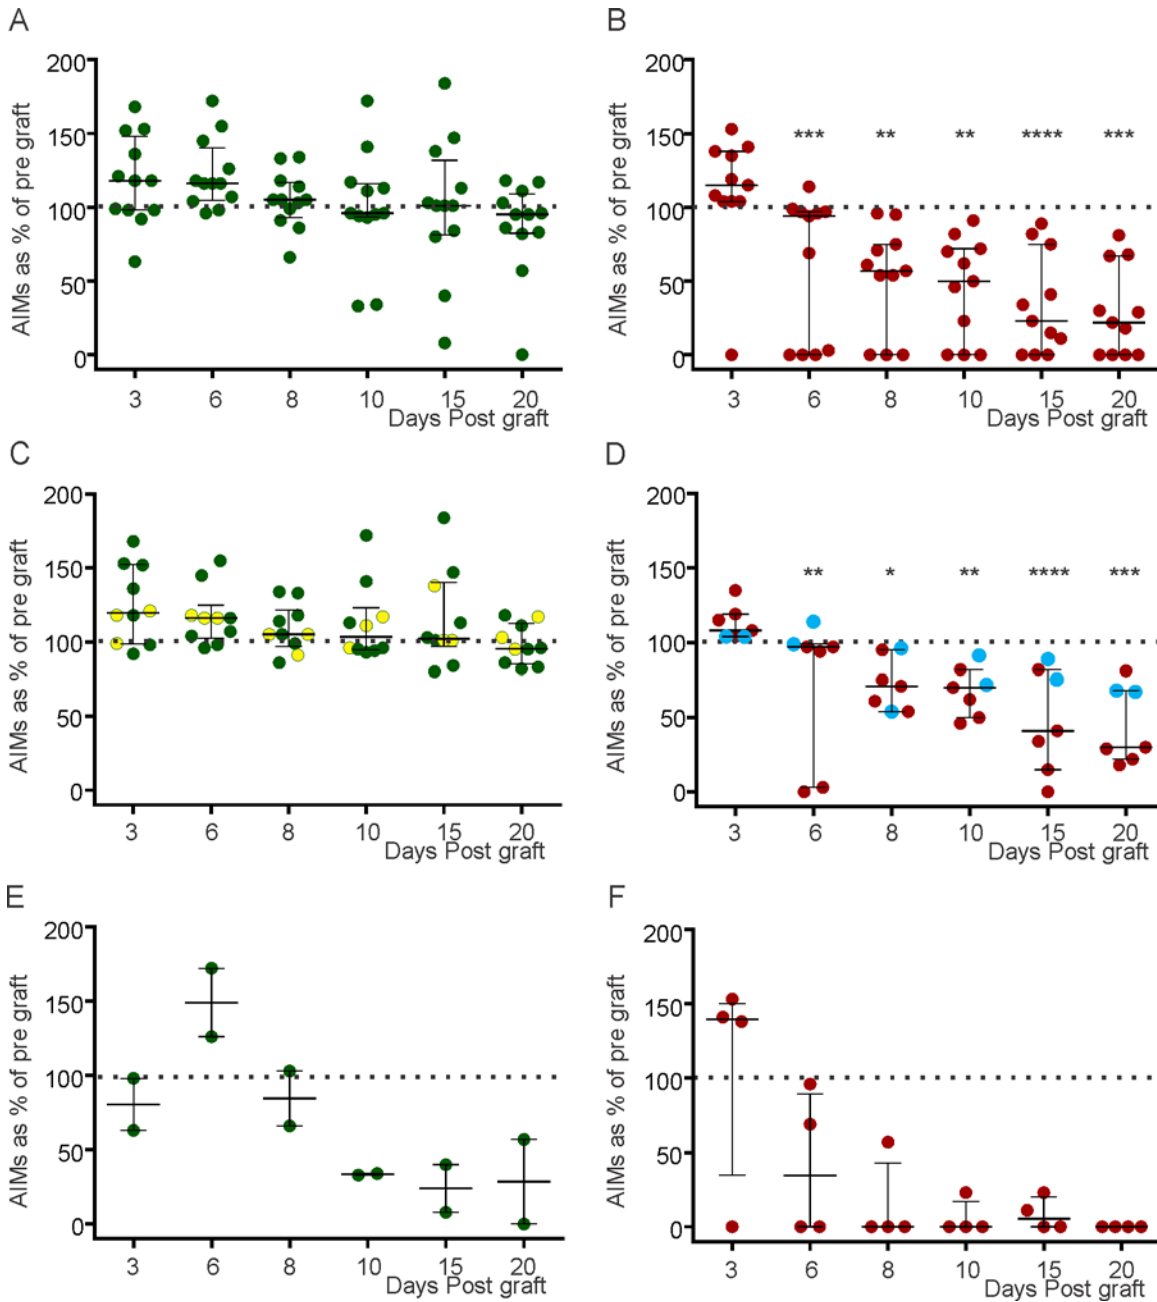 A
AIMs as % of pre graft
200
150
100
50
0
3 6 8 10 15 20
Days Post graft
B
AIMs as % of pre graft
200
150
100
50
0
*** ** ** **** ***
3 6 8 10 15 20
Days Post graft
C
AIMs as % of pre graft
200
150
100
50
0
3 6 8 10 15 20
Days Post graft
D
AIMs as % of pre graft
200
150
100
50
0
** * ** **** ***
3 6 8 10 15 20
Days Post graft
E
AIMs as % of pre graft
200
150
100
50
0
3 6 8 10 15 20
Days Post graft
F
AIMs as % of pre graft
200
150
100
50
0
3 6 8 10 15 20
Days Post graft